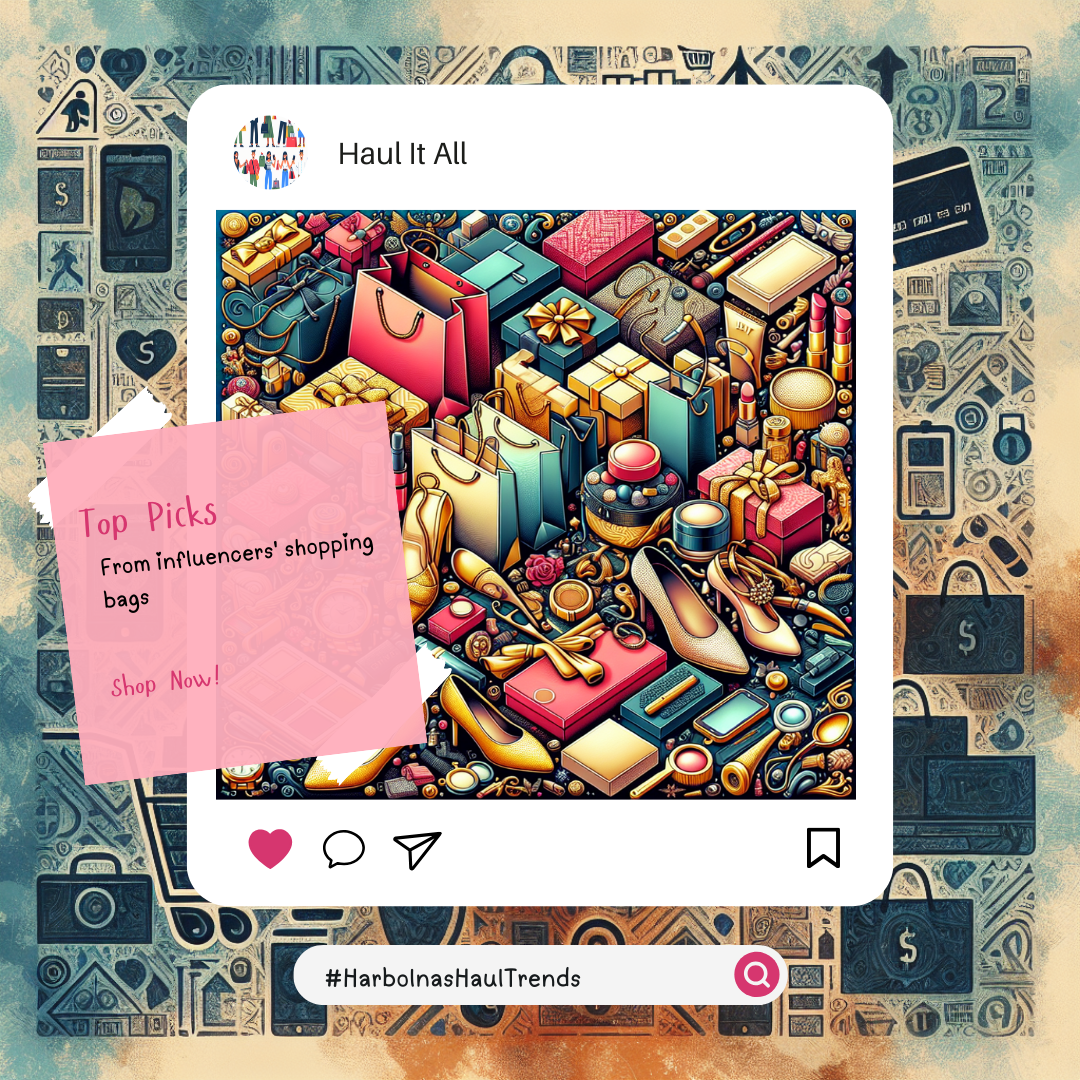 Haul It All
Top Picks
From influencers' shopping
bags
Shop Now!
#HarbolnasHaulTrends